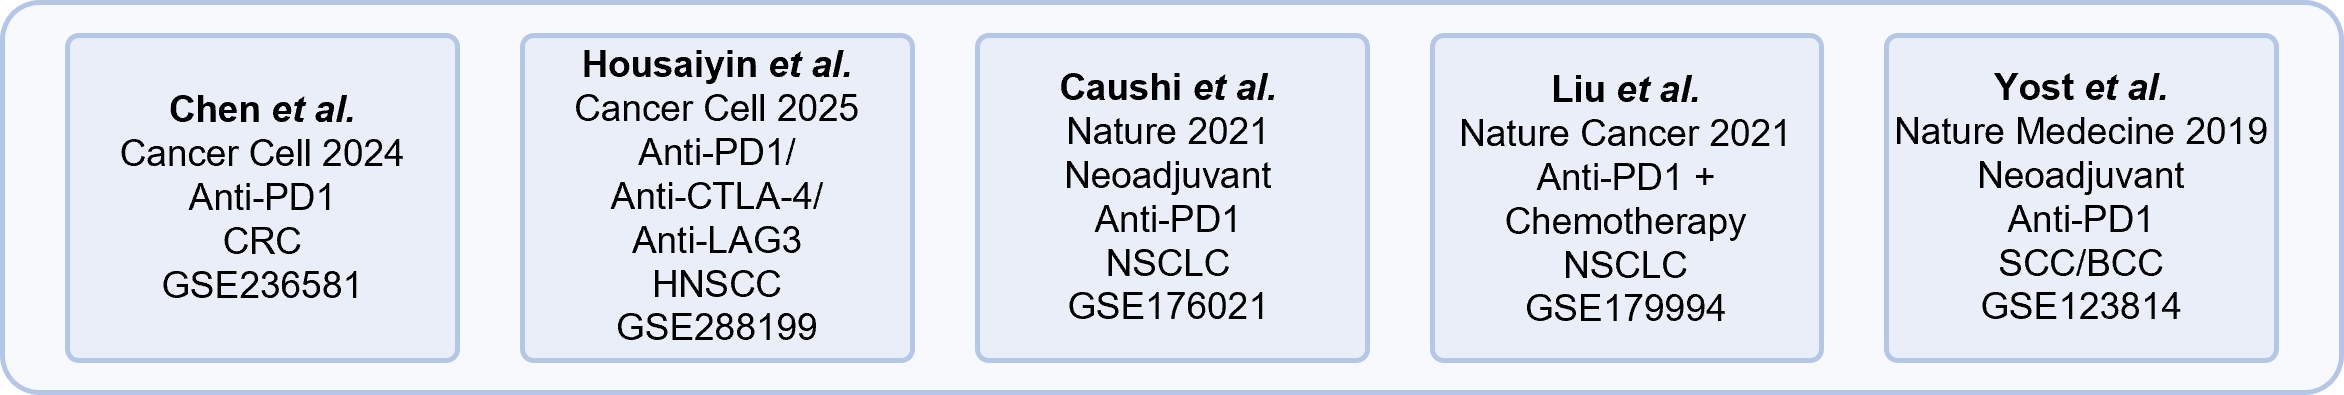 Chen et al.
Cancer Cell 2024
Anti-PD1
CRC
GSE236581
Housaiyin et al.
Cancer Cell 2025
Anti-PD1/
Anti-CTLA-4/
Anti-LAG3
HNSCC
GSE288199
Caushi et al.
Nature 2021
Neoadjuvant
Anti-PD1
NSCLC
GSE176021
Liu et al.
Nature Cancer 2021
Anti-PD1 +
Chemotherapy
NSCLC
GSE179994
Yost et al.
Nature Medecine 2019
Neoadjuvant
Anti-PD1
SCC/BCC
GSE123814